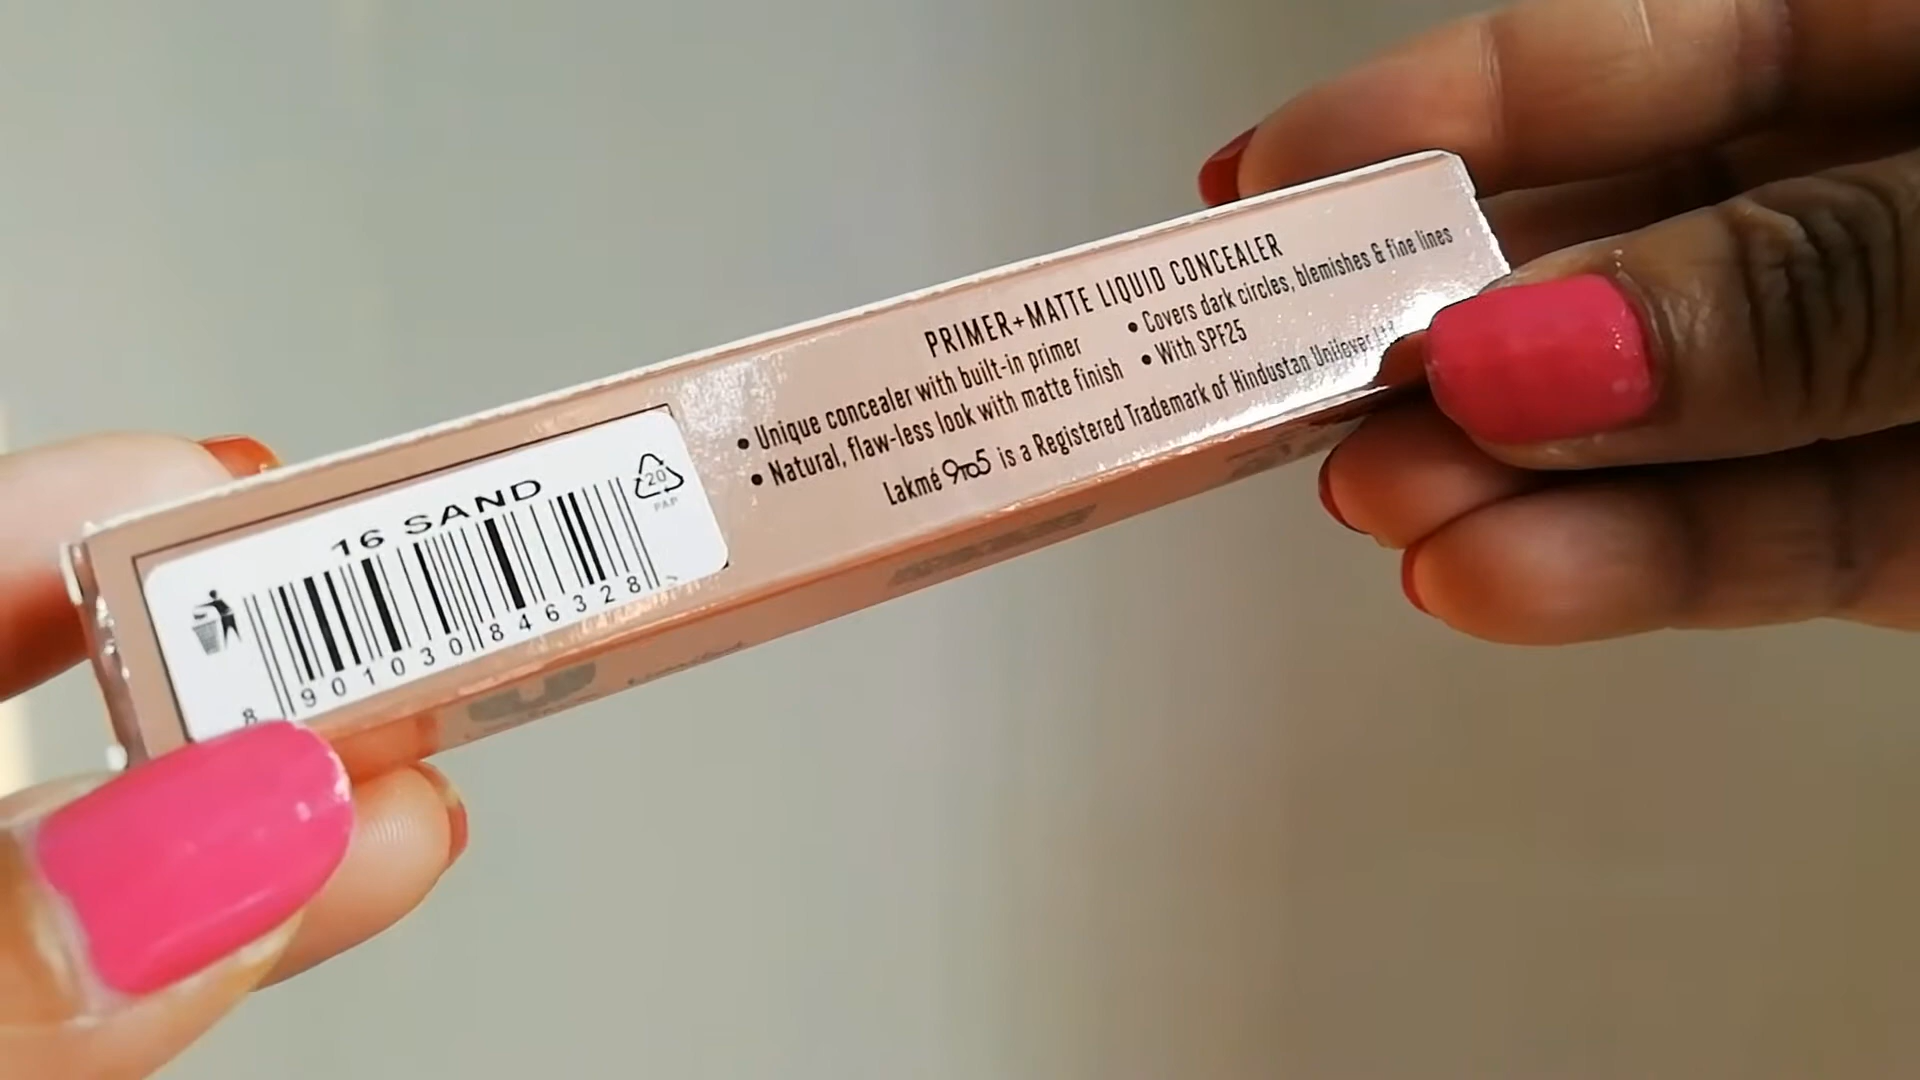 PRIMER+MATTE LIQUID CONCEALER
• Unique concealer with built-in primer
• Natural, flaw-less look with matte finish
• Covers dark circles, blemishes & fine lines
• With SPF25
Lakmé 9to5 is a Registered Trademark of Hindustan Unilever Ltd.
16 SAND
20
PAP
8 901030 846328 >